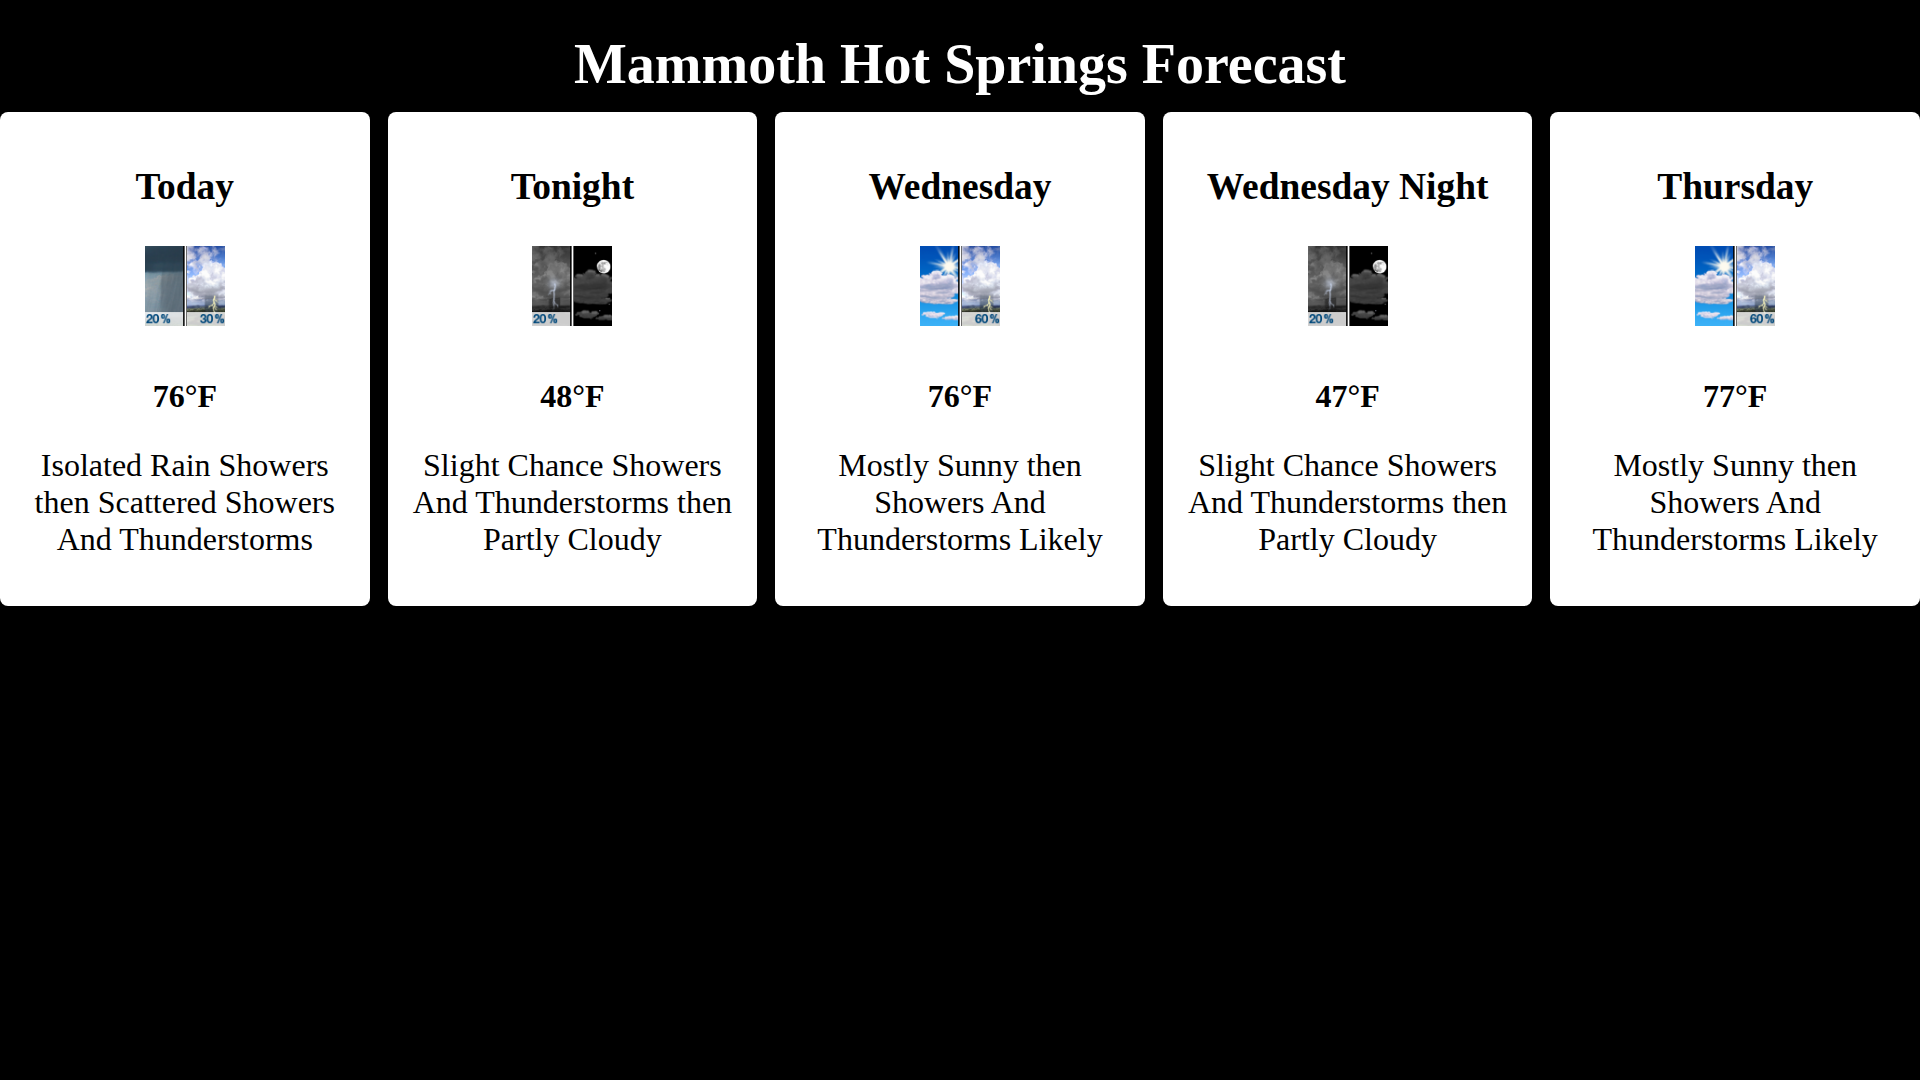 Mammoth Hot Springs Forecast
Today
20% 30%
76°F
Isolated Rain Showers
then Scattered Showers
And Thunderstorms
Tonight
20%
48°F
Slight Chance Showers
And Thunderstorms then
Partly Cloudy
Wednesday
60%
76°F
Mostly Sunny then
Showers And
Thunderstorms Likely
Wednesday Night
20%
47°F
Slight Chance Showers
And Thunderstorms then
Partly Cloudy
Thursday
60%
77°F
Mostly Sunny then
Showers And
Thunderstorms Likely